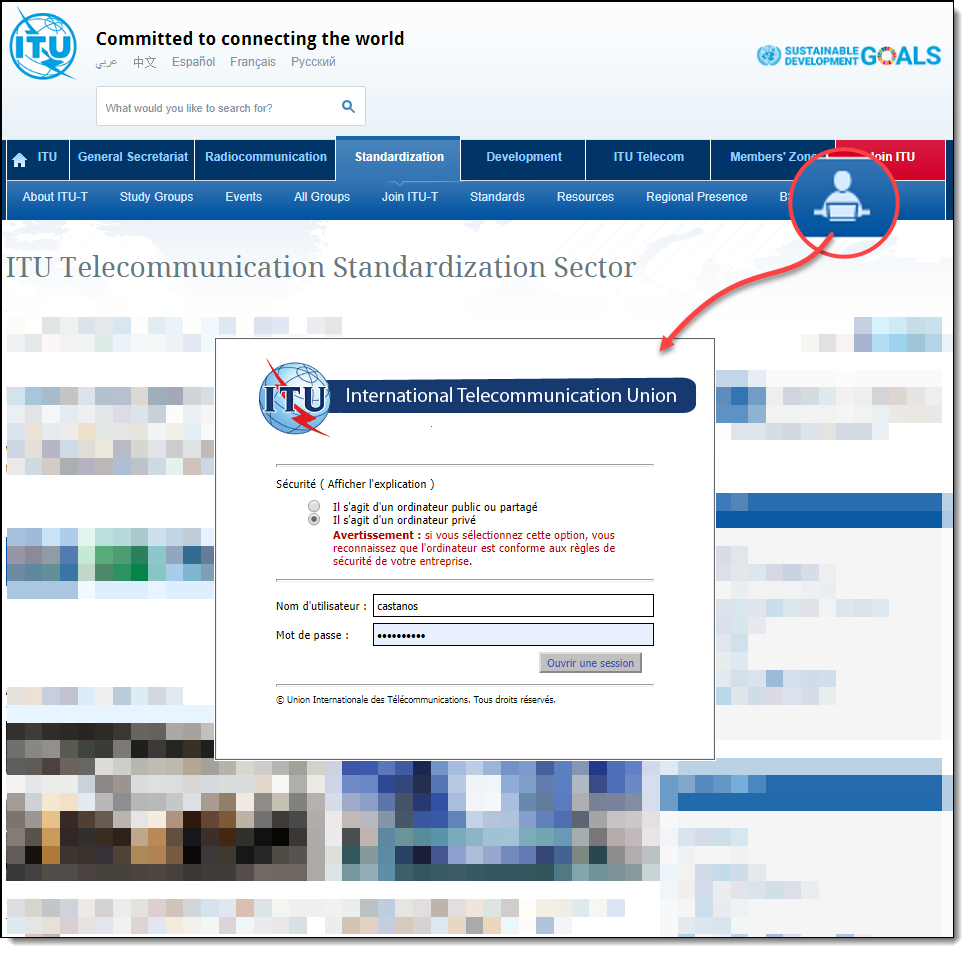 ITU
Committed to connecting the world
عربي 中文 Español Français Русский
SUSTAINABLE
DEVELOPMENT GOALS
What would you like to search for?
ITU General Secretariat Radiocommunication Standardization Development ITU Telecom Members' Zone Join ITU
About ITU-T Study Groups Events All Groups Join ITU-T Standards Resources Regional Presence
ITU Telecommunication Standardization Sector
ITU International Telecommunication Union
Sécurité ( Afficher l'explication )
Il s'agit d'un ordinateur public ou partagé
Il s'agit d'un ordinateur privé
Avertissement : si vous sélectionnez cette option, vous
reconnaissez que l'ordinateur est conforme aux règles de
sécurité de votre entreprise.
Nom d'utilisateur : castanos
Mot de passe : ••••••••••
Ouvrir une session
© Union Internationale des Télécommunications. Tous droits réservés.